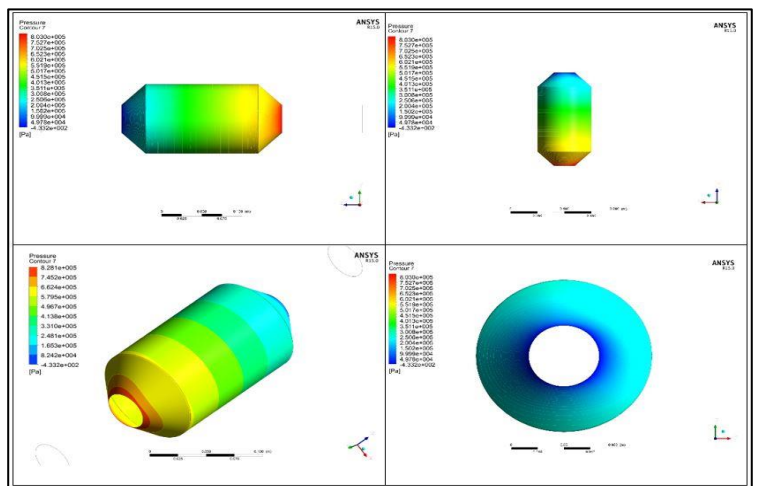 Pressure
Contour 7
8.030e+005
7.527e+005
7.025e+005
6.523e+005
6.021e+005
5.519e+005
5.017e+005
4.515e+005
4.013e+005
3.511e+005
3.008e+005
2.506e+005
2.004e+005
1.502e+005
9.999e+004
4.978e+004
-4.332e+002
[Pa]
ANSYS
R15.0
0
Pressure
Contour 7
8.030e+005
7.527e+005
7.025e+005
6.523e+005
6.021e+005
5.519e+005
5.017e+005
4.515e+005
4.013e+005
3.511e+005
3.008e+005
2.506e+005
2.004e+005
1.502e+005
9.999e+004
4.978e+004
-4.332e+002
[Pa]
ANSYS
R15.0
Pressure
Contour 7
8.281e+005
7.452e+005
6.624e+005
5.795e+005
4.967e+005
4.138e+005
3.310e+005
2.481e+005
1.653e+005
8.242e+004
-4.332e+002
[Pa]
ANSYS
R15.0
0
Pressure
Contour 7
8.030e+005
7.527e+005
7.025e+005
6.523e+005
6.021e+005
5.519e+005
5.017e+005
4.515e+005
4.013e+005
3.511e+005
3.008e+005
2.506e+005
2.004e+005
1.502e+005
9.999e+004
4.978e+004
-4.332e+002
[Pa]
ANSYS
R15.0